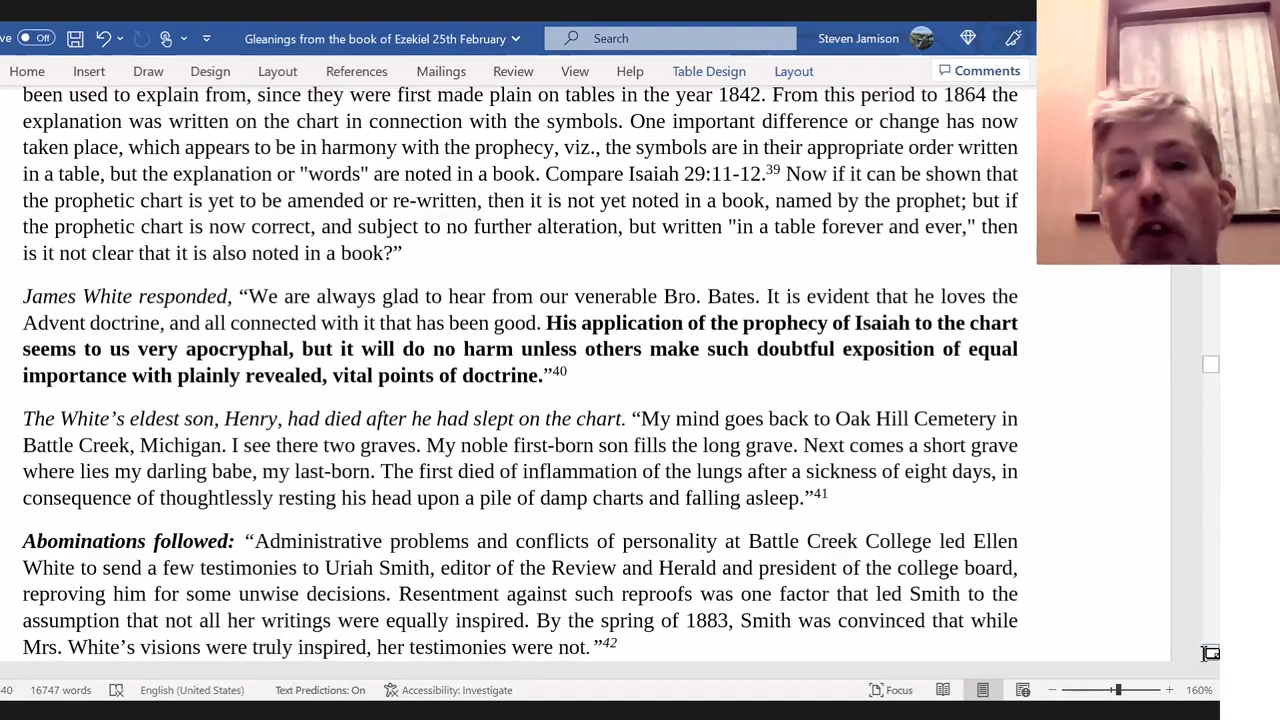 ve Off Gleanings from the book of Ezekiel 25th February Search Steven Jamison
Home Insert Draw Design Layout References Mailings Review View Help Table Design Layout Comments
been used to explain from, since they were first made plain on tables in the year 1842. From this period to 1864 the
explanation was written on the chart in connection with the symbols. One important difference or change has now
taken place, which appears to be in harmony with the prophecy, viz., the symbols are in their appropriate order written
in a table, but the explanation or "words" are noted in a book. Compare Isaiah 29:11-12.39 Now if it can be shown that
the prophetic chart is yet to be amended or re-written, then it is not yet noted in a book, named by the prophet; but if
the prophetic chart is now correct, and subject to no further alteration, but written "in a table forever and ever," then
is it not clear that it is also noted in a book?”
James White responded, “We are always glad to hear from our venerable Bro. Bates. It is evident that he loves the
Advent doctrine, and all connected with it that has been good. His application of the prophecy of Isaiah to the chart
seems to us very apocryphal, but it will do no harm unless others make such doubtful exposition of equal
importance with plainly revealed, vital points of doctrine.”40
The White’s eldest son, Henry, had died after he had slept on the chart. “My mind goes back to Oak Hill Cemetery in
Battle Creek, Michigan. I see there two graves. My noble first-born son fills the long grave. Next comes a short grave
where lies my darling babe, my last-born. The first died of inflammation of the lungs after a sickness of eight days, in
consequence of thoughtlessly resting his head upon a pile of damp charts and falling asleep.”41
Abominations followed: “Administrative problems and conflicts of personality at Battle Creek College led Ellen
White to send a few testimonies to Uriah Smith, editor of the Review and Herald and president of the college board,
reproving him for some unwise decisions. Resentment against such reproofs was one factor that led Smith to the
assumption that not all her writings were equally inspired. By the spring of 1883, Smith was convinced that while
Mrs. White’s visions were truly inspired, her testimonies were not.”42
40 16747 words English (United States) Text Predictions: On Accessibility: Investigate Focus 160%